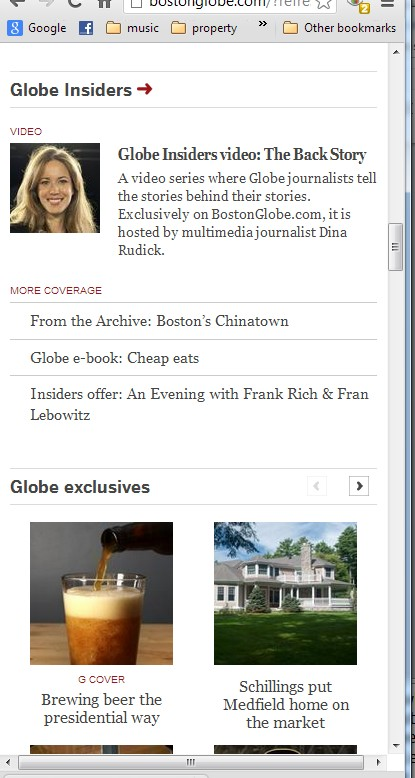 bostonglobe.com/?refre
2
Google
music
property
»
Other bookmarks
Globe Insiders
VIDEO
Globe Insiders video: The Back Story
A video series where Globe journalists tell
the stories behind their stories.
Exclusively on BostonGlobe.com, it is
hosted by multimedia journalist Dina
Rudick.
MORE COVERAGE
From the Archive: Boston’s Chinatown
Globe e-book: Cheap eats
Insiders offer: An Evening with Frank Rich & Fran
Lebowitz
Globe exclusives
G COVER
Brewing beer the
presidential way
Schillings put
Medfield home on
the market